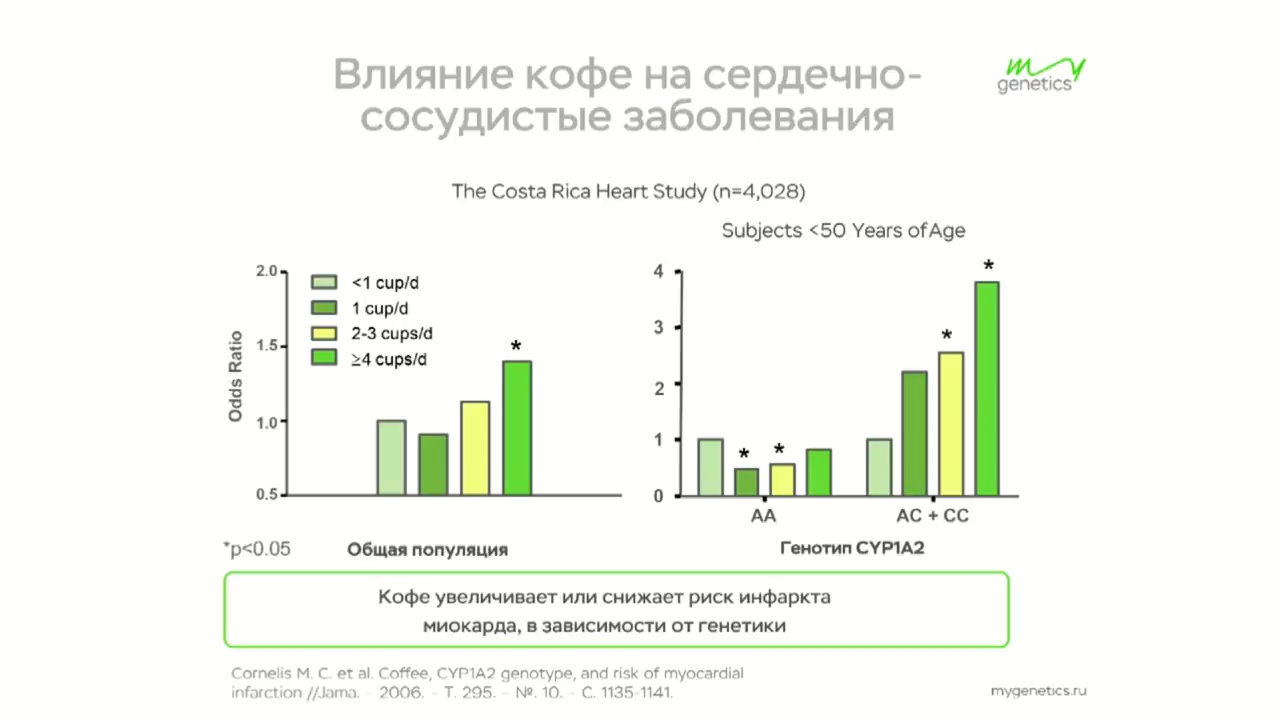 Влияние кофе на сердечно-
сосудистые заболевания
my
genetics
The Costa Rica Heart Study (n=4,028)
Subjects <50 Years of Age
Odds Ratio
2.0
1.5
1.0
0.5
<1 cup/d
1 cup/d
2-3 cups/d
≥4 cups/d
*
4
3
2
1
0
* * * *
AA
AC + CC
*p<0.05
Общая популяция
Генотип CYP1A2
Кофе увеличивает или снижает риск инфаркта
миокарда, в зависимости от генетики
Cornelis M. C. et al. Coffee, CYP1A2 genotype, and risk of myocardial
infarction //Jama. – 2006. – Т. 295. – №. 10. – С. 1135-1141.
mygenetics.ru